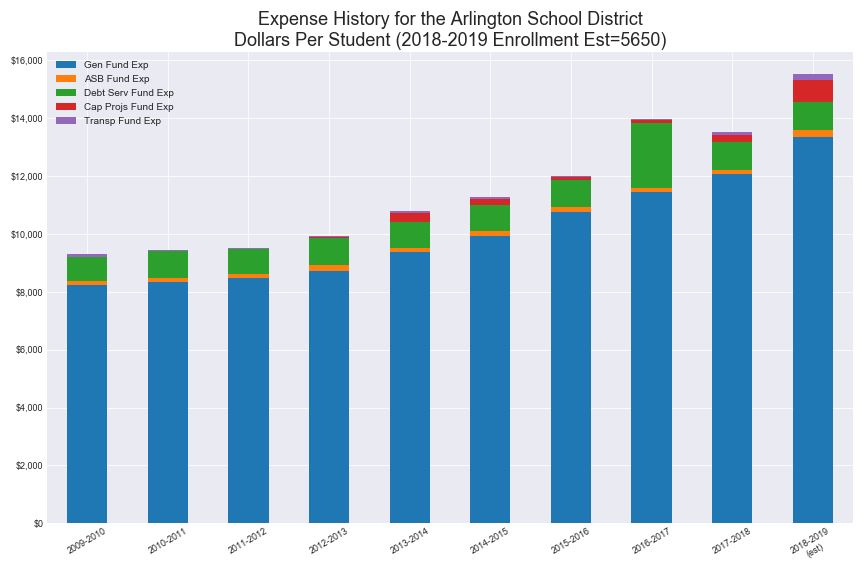 Expense History for the Arlington School District
Dollars Per Student (2018-2019 Enrollment Est=5650)
$16,000
$14,000
$12,000
$10,000
$8,000
$6,000
$4,000
$2,000
$0
Gen Fund Exp
ASB Fund Exp
Debt Serv Fund Exp
Cap Projs Fund Exp
Transp Fund Exp
2009-2010
2010-2011
2011-2012
2012-2013
2013-2014
2014-2015
2015-2016
2016-2017
2017-2018
2018-2019
(est)